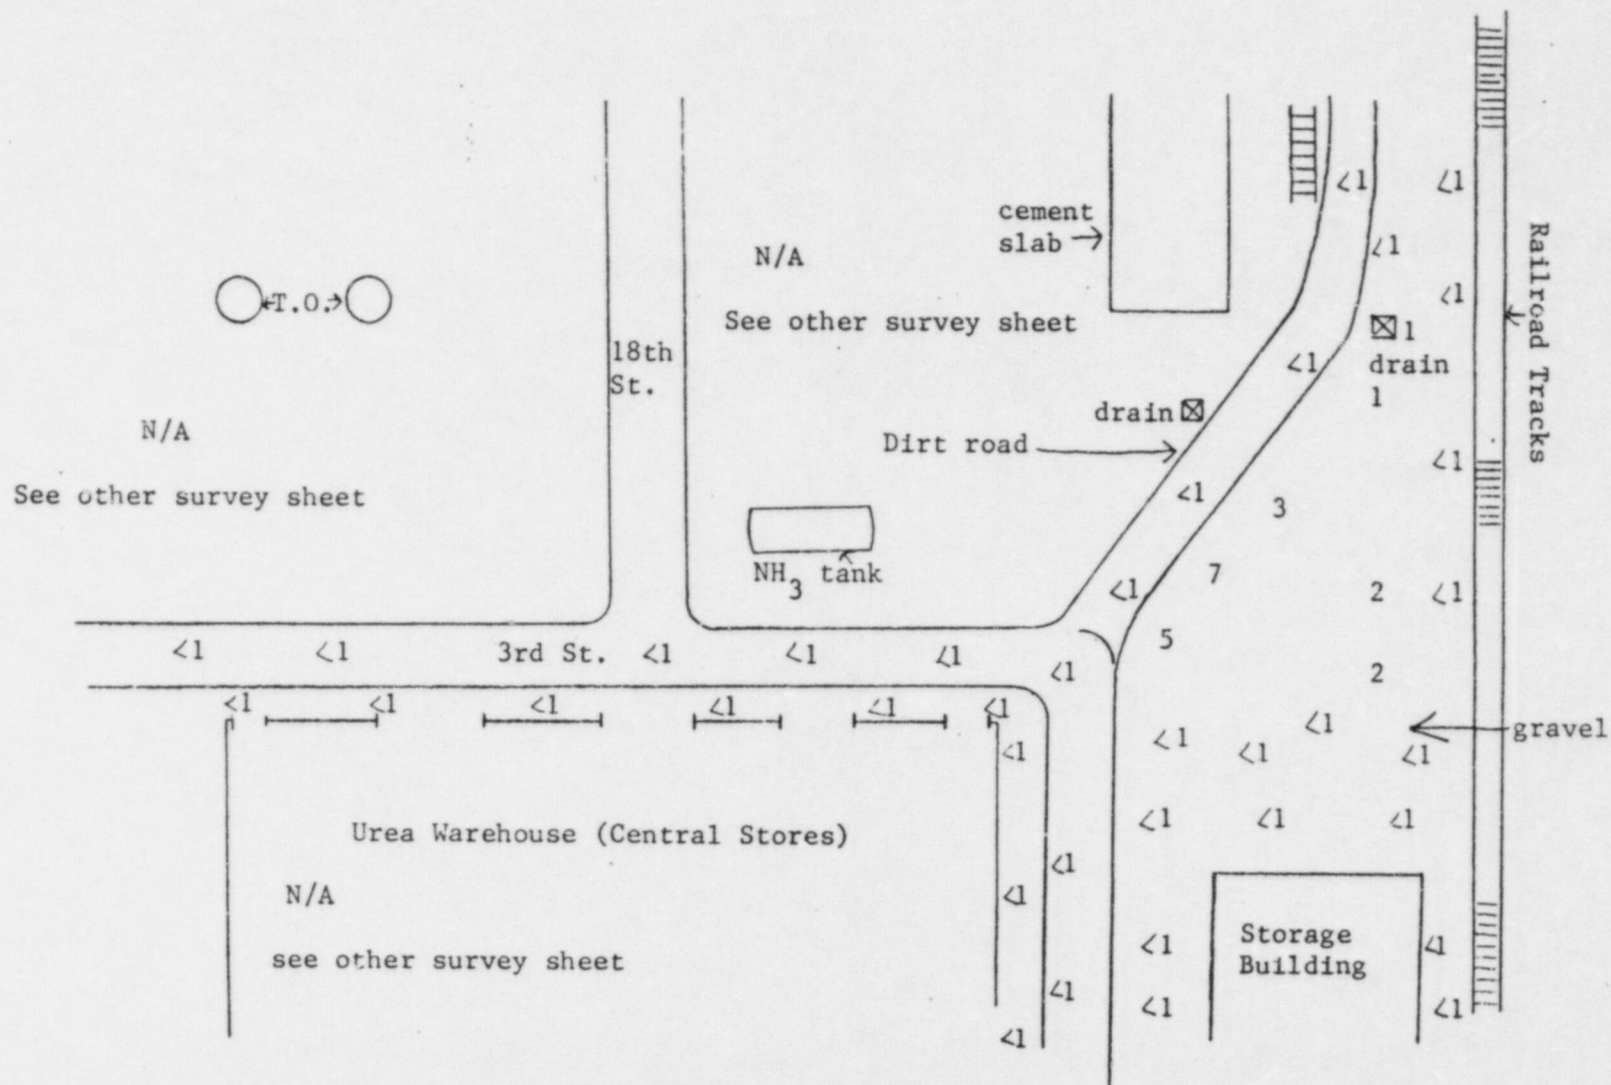 <1 <1
cement
slab
<1
N/A
Railroad Tracks
<1
T.O.
See other survey sheet
1
18th
St.
<1
drain
1
drain
N/A
Dirt road
<1
See other survey sheet
<1
3
NH3 tank
7
<1
2 <1
<1 <1 3rd St. <1 <1 <1
5
<1
2
<1 <1 <1 <1 <1 <1
<1
gravel
<1
<1
<1
<1
Urea Warehouse (Central Stores)
<1 <1 <1
<1
N/A
<1
Storage
Building
<1
<1
see other survey sheet
<1
<1
<1
<1